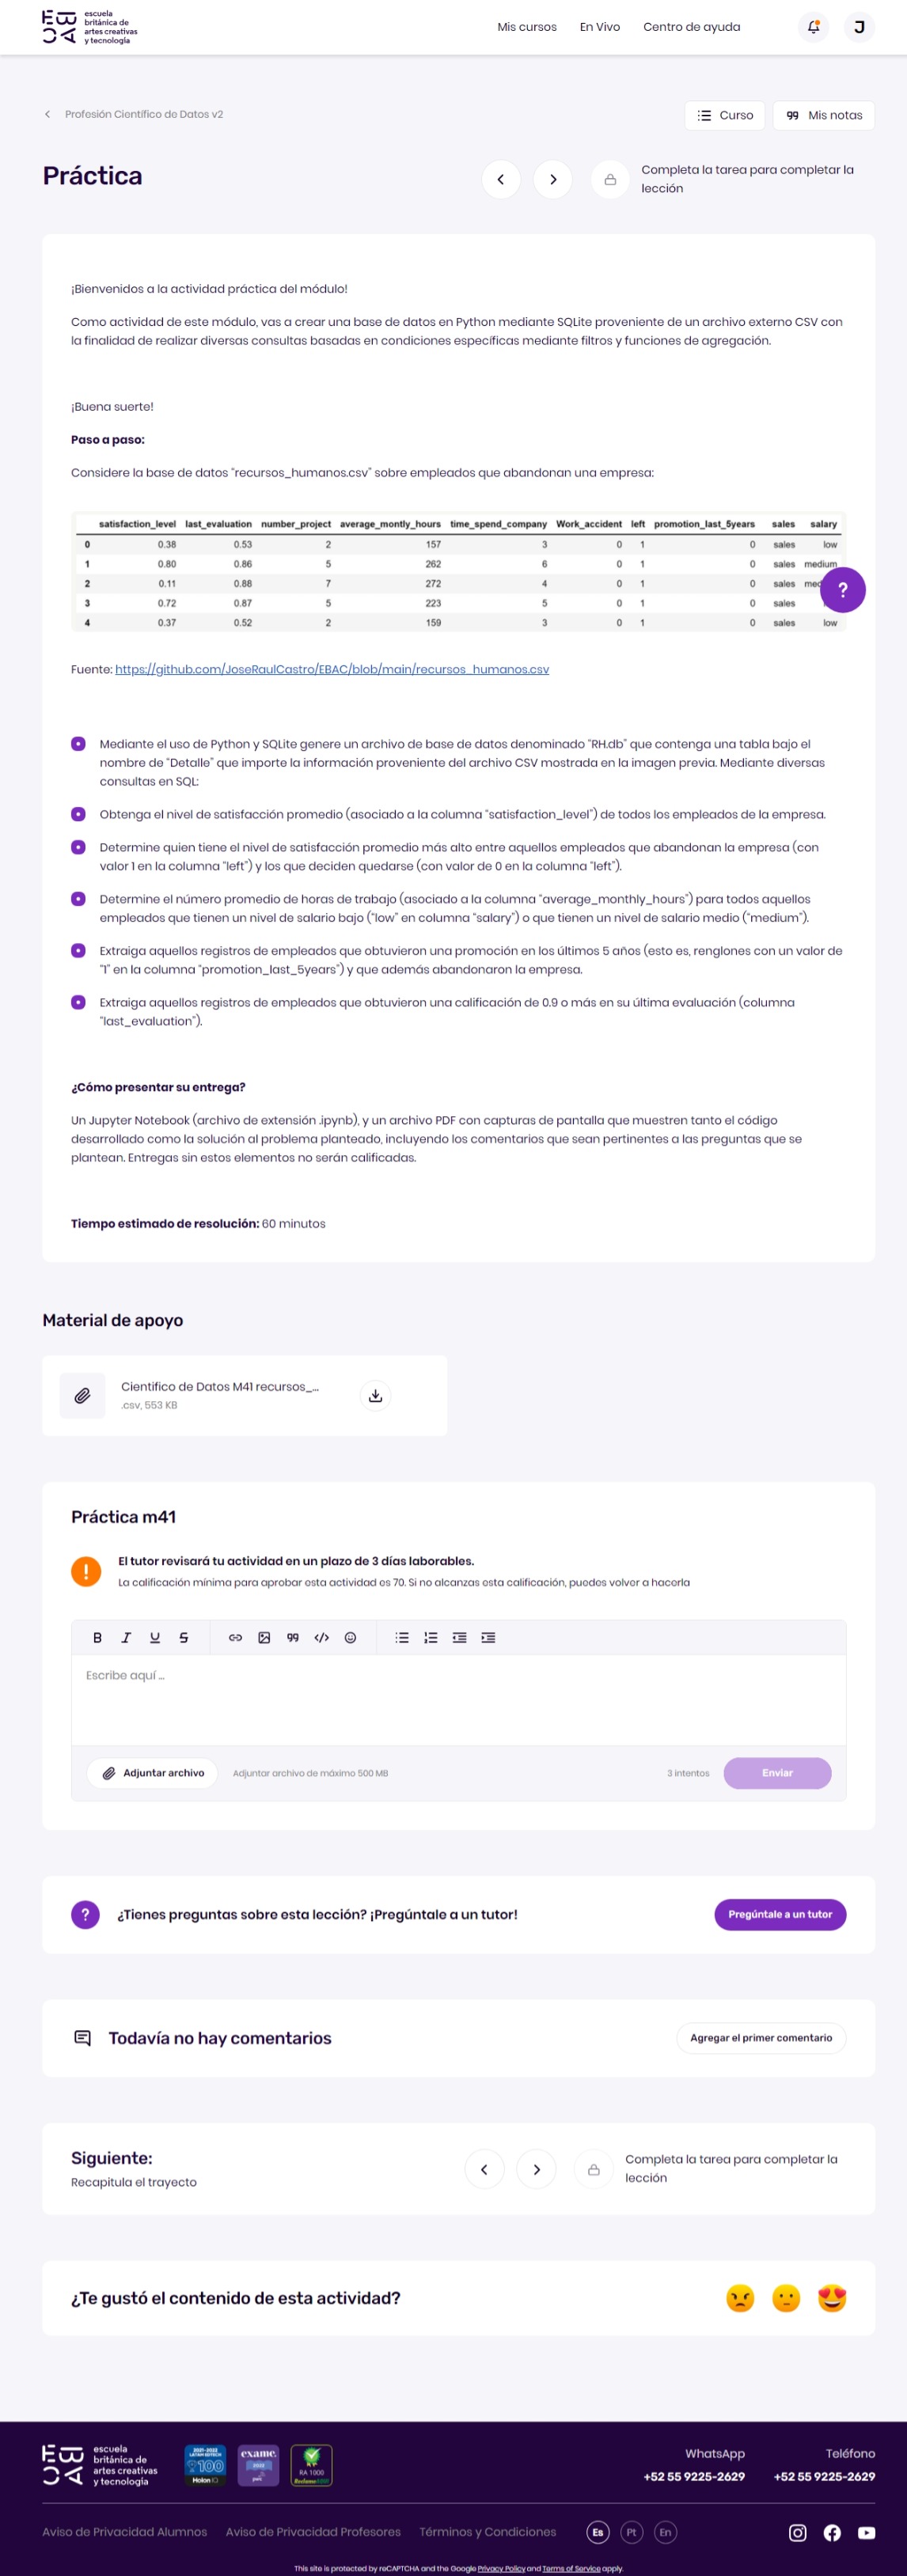 escuela
británica de
artes creativas
y tecnología
Mis cursos En Vivo Centro de ayuda J
Profesión Científico de Datos v2
Curso Mis notas
Práctica
Completa la tarea para completar la
lección
¡Bienvenidos a la actividad práctica del módulo!
Como actividad de este módulo, vas a crear una base de datos en Python mediante SQLite proveniente de un archivo externo CSV con
la finalidad de realizar diversas consultas basadas en condiciones específicas mediante filtros y funciones de agregación.
¡Buena suerte!
Paso a paso:
Considere la base de datos "recursos_humanos.csv" sobre empleados que abandonan una empresa:
satisfaction_level last_evaluation number_project average_montly_hours time_spend_company Work_accident left promotion_last_5years sales salary
0 0.38 0.53 2 157 3 0 1 0 sales low
1 0.80 0.86 5 262 6 0 1 0 sales medium
2 0.11 0.88 7 272 4 0 1 0 sales med
3 0.72 0.87 5 223 5 0 1 0 sales
4 0.37 0.52 2 159 3 0 1 0 sales low
?
Fuente: https://github.com/JoseRaulCastro/EBAC/blob/main/recursos_humanos.csv
Mediante el uso de Python y SQLite genere un archivo de base de datos denominado "RH.db" que contenga una tabla bajo el
nombre de "Detalle" que importe la información proveniente del archivo CSV mostrada en la imagen previa. Mediante diversas
consultas en SQL:
Obtenga el nivel de satisfacción promedio (asociado a la columna "satisfaction_level") de todos los empleados de la empresa.
Determine quien tiene el nivel de satisfacción promedio más alto entre aquellos empleados que abandonan la empresa (con
valor 1 en la columna "left") y los que deciden quedarse (con valor de 0 en la columna "left").
Determine el número promedio de horas de trabajo (asociado a la columna "average_monthly_hours") para todos aquellos
empleados que tienen un nivel de salario bajo ("low" en columna "salary") o que tienen un nivel de salario medio ("medium").
Extraiga aquellos registros de empleados que obtuvieron una promoción en los últimos 5 años (esto es, renglones con un valor de
"1" en la columna "promotion_last_5years") y que además abandonaron la empresa.
Extraiga aquellos registros de empleados que obtuvieron una calificación de 0.9 o más en su última evaluación (columna
"last_evaluation").
¿Cómo presentar su entrega?
Un Jupyter Notebook (archivo de extensión .ipynb), y un archivo PDF con capturas de pantalla que muestren tanto el código
desarrollado como la solución al problema planteado, incluyendo los comentarios que sean pertinentes a las preguntas que se
plantean. Entregas sin estos elementos no serán calificadas.
Tiempo estimado de resolución: 60 minutos
Material de apoyo
Cientifico de Datos M41 recursos_...
.csv, 553 KB
Práctica m41
El tutor revisará tu actividad en un plazo de 3 días laborables.
La calificación mínima para aprobar esta actividad es 70. Si no alcanzas esta calificación, puedes volver a hacerla
B I U S
Escribe aquí ...
Adjuntar archivo Adjuntar archivo de máximo 500 MB 3 intentos Enviar
? ¿Tienes preguntas sobre esta lección? ¡Pregúntale a un tutor! Pregúntale a un tutor
Todavía no hay comentarios Agregar el primer comentario
Siguiente:
Recapitula el trayecto
Completa la tarea para completar la
lección
¿Te gustó el contenido de esta actividad?
escuela
británica de
artes creativas
y tecnología
2021-2022
LATAM EDTECH
100
HolonIQ
exame.
2022
pwc
RA 1000
ReclameAQUI
WhatsApp Teléfono
+52 55 9225-2629 +52 55 9225-2629
Aviso de Privacidad Alumnos Aviso de Privacidad Profesores Términos y Condiciones Es Pt En
This site is protected by reCAPTCHA and the Google Privacy Policy and Terms of Service apply.